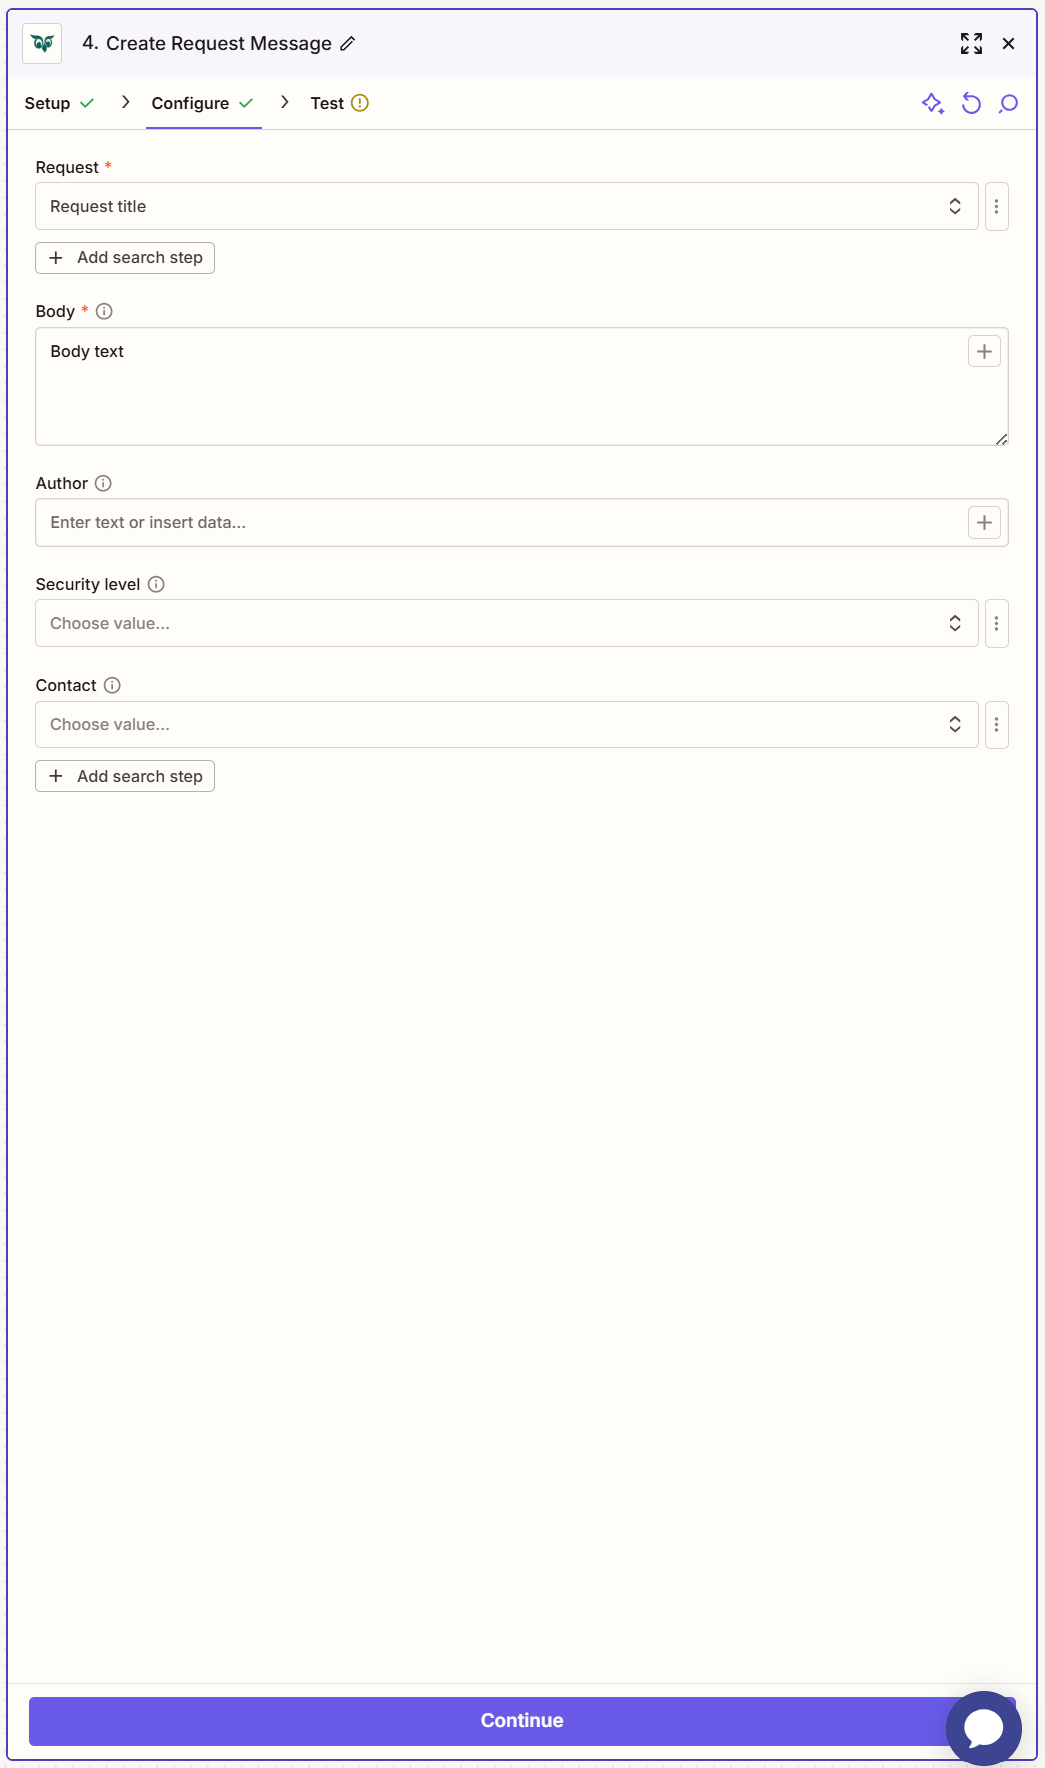 4. Create Request Message
Setup
Configure
Test
Request *
Request title
Add search step
Body *
Body text
Author
Enter text or insert data...
Security level
Choose value...
Contact
Choose value...
Add search step
Continue